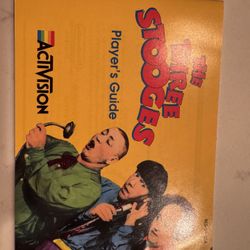 THE
THREE
STOOGES
Player's Guide
ACTIVISION